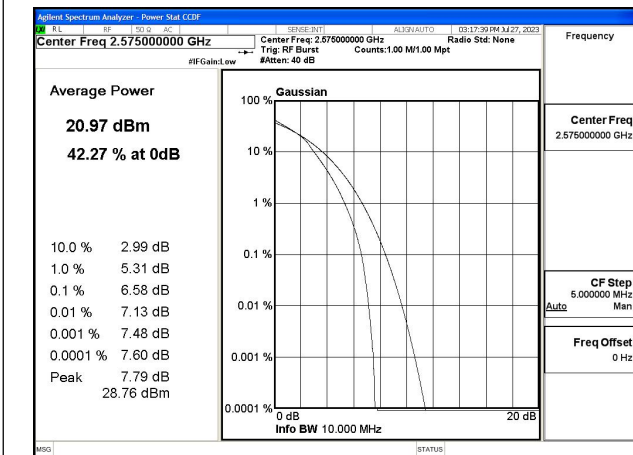 Agilent Spectrum Analyzer - Power Stat CCDF
RL RF 50 Ω AC SENSE:INT ALIGN AUTO 03:17:39 PM Jul 27, 2023
Center Freq 2.575000000 GHz
Center Freq: 2.575000000 GHz Radio Std: None
Trig: RF Burst Counts:1.00 M/1.00 Mpt
#IFGain:Low #Atten: 40 dB
Frequency
Average Power
20.97 dBm
42.27 % at 0dB
10.0 % 2.99 dB
1.0 % 5.31 dB
0.1 % 6.58 dB
0.01 % 7.13 dB
0.001 % 7.48 dB
0.0001 % 7.60 dB
Peak 7.79 dB
28.76 dBm
Gaussian
100 %
10 %
1 %
0.1 %
0.01 %
0.001 %
0.0001 %
0 dB 20 dB
Info BW 10.000 MHz
Center Freq
2.575000000 GHz
CF Step
5.000000 MHz
Auto Man
Freq Offset
0 Hz
MSG STATUS